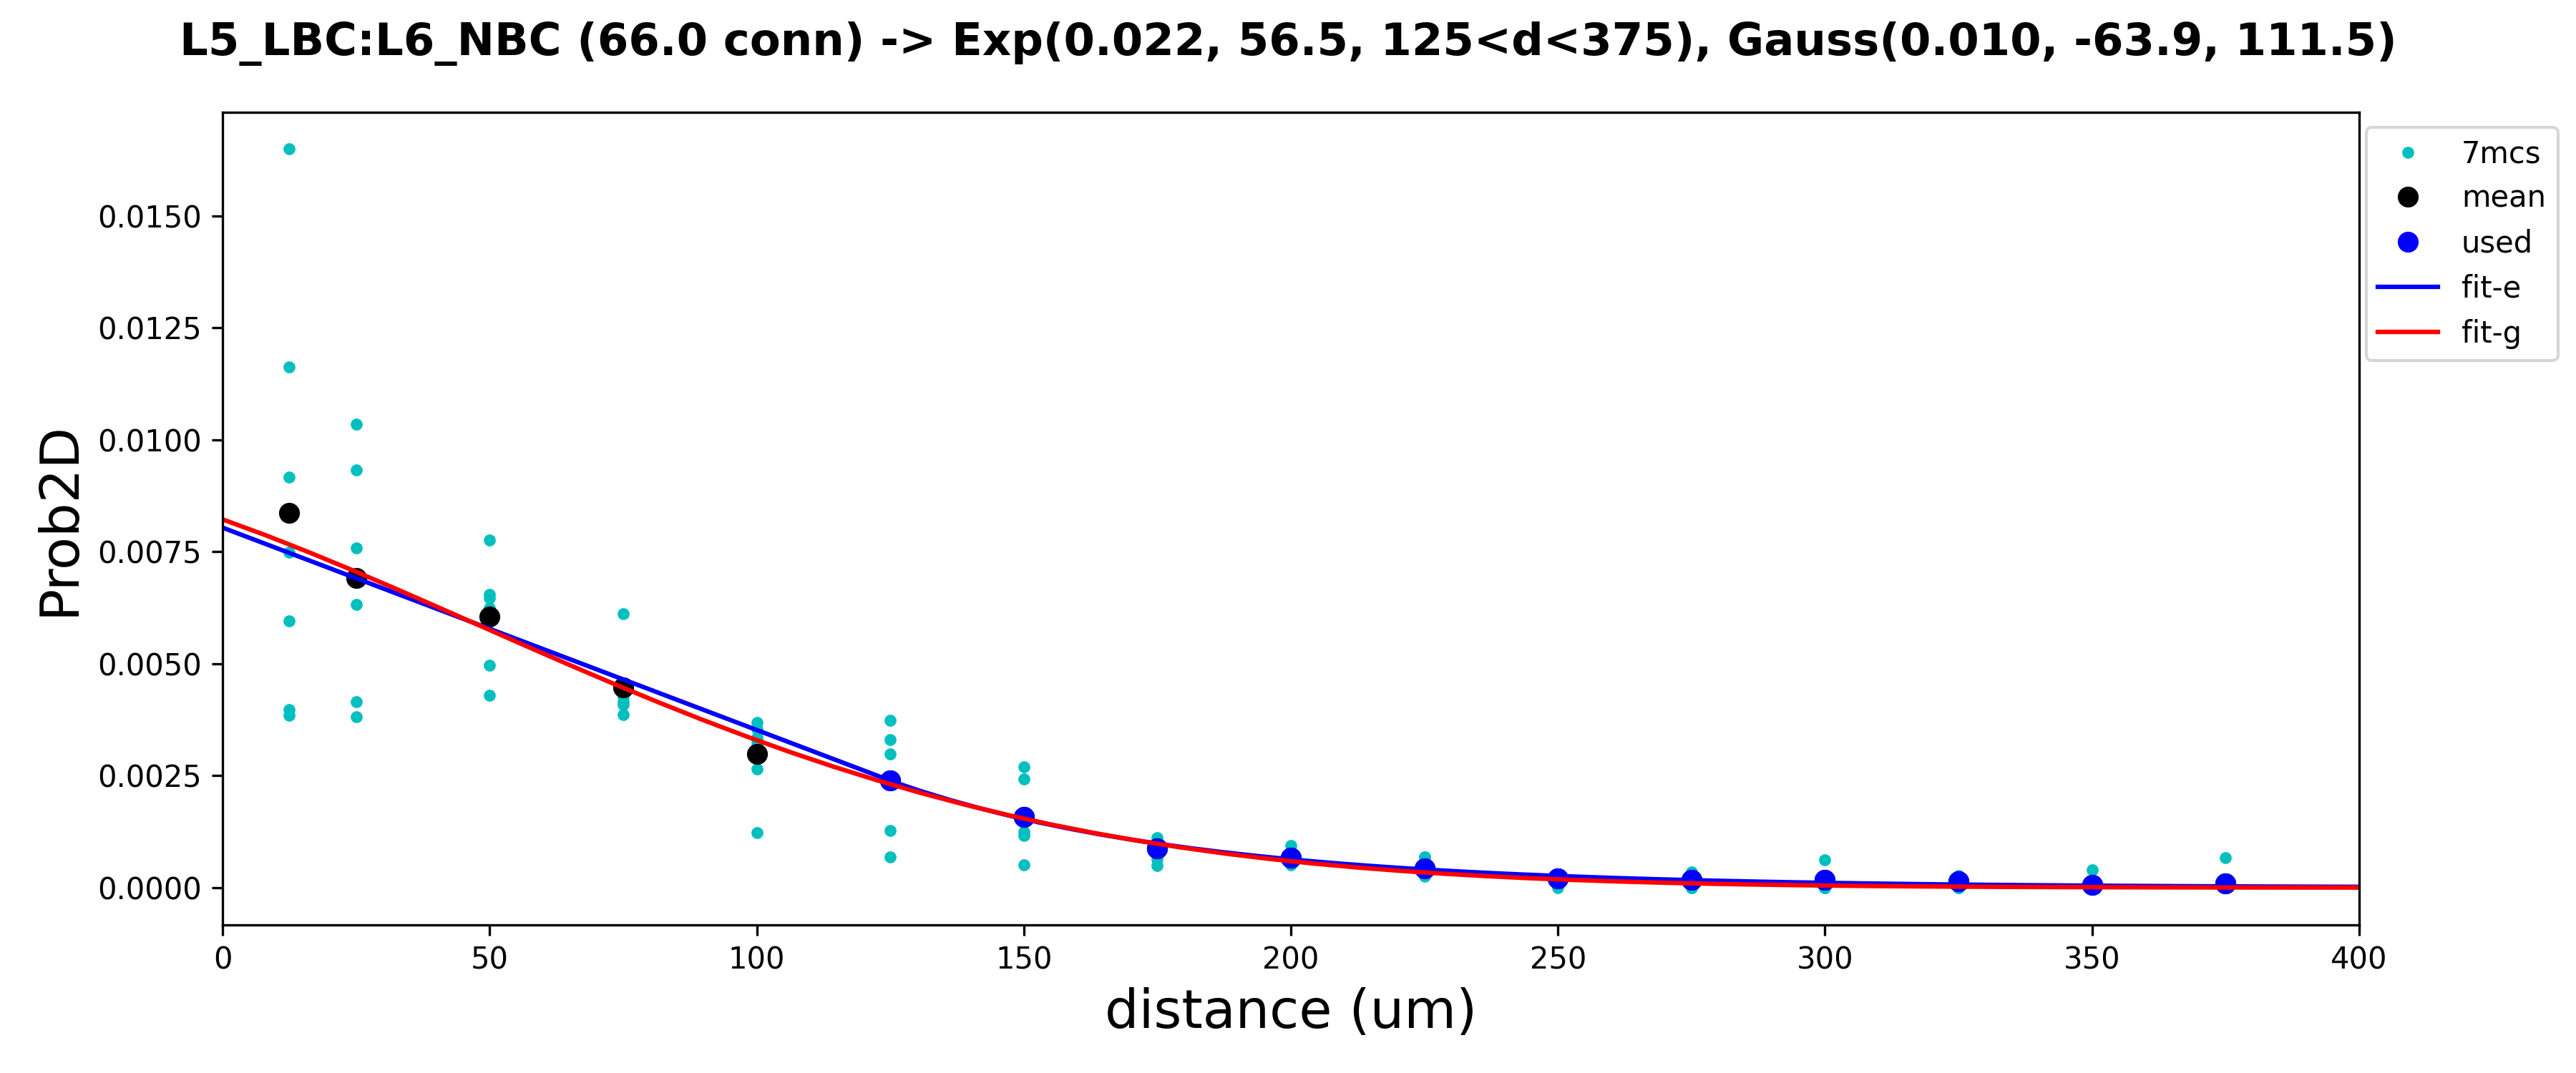 L5_LBC:L6_NBC (66.0 conn) -> Exp(0.022, 56.5, 125<d<375), Gauss(0.010, -63.9, 111.5)
7mcs
mean
used
fit-e
fit-g
Prob2D
0.0150
0.0125
0.0100
0.0075
0.0050
0.0025
0.0000
0 50 100 150 200 250 300 350 400
distance (um)